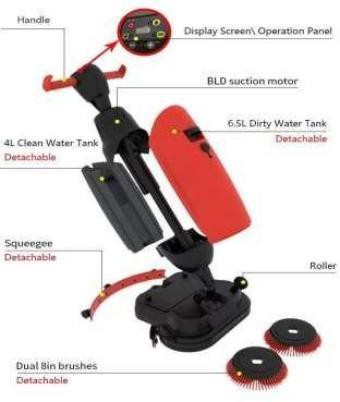 Handle
Display Screen\ Operation Panel
BLD suction motor
6.5L Dirty Water Tank
Detachable
4L Clean Water Tank
Detachable
Squeegee
Detachable
Roller
Dual 8in brushes
Detachable